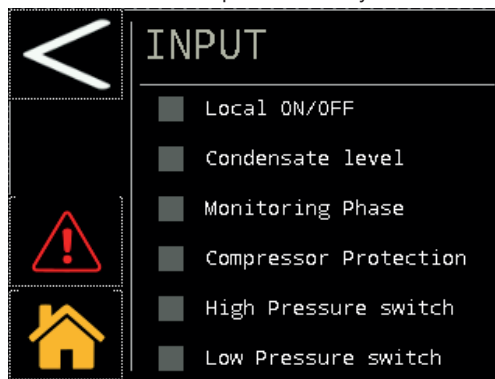 INPUT
Local ON/OFF
Condensate level
Monitoring Phase
Compressor Protection
High Pressure switch
Low Pressure switch